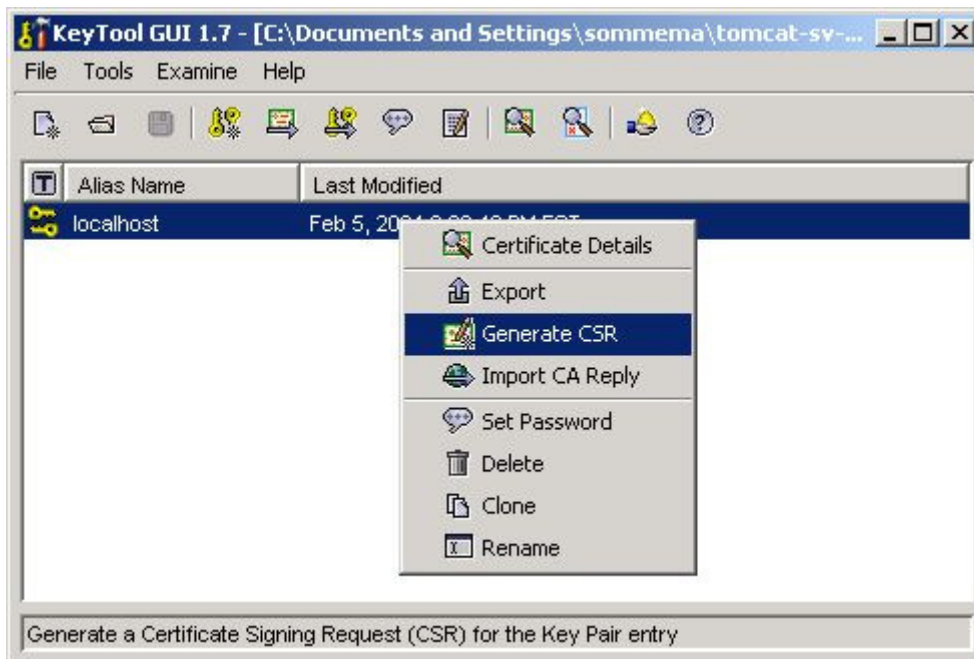 KeyTool GUI 1.7 - [C:\Documents and Settings\sommema\tomcat-sv-...
File Tools Examine Help
T Alias Name Last Modified
localhost Feb 5, PM EST
Certificate Details
Export
Generate CSR
Import CA Reply
Set Password
Delete
Clone
Rename
Generate a Certificate Signing Request (CSR) for the Key Pair entry